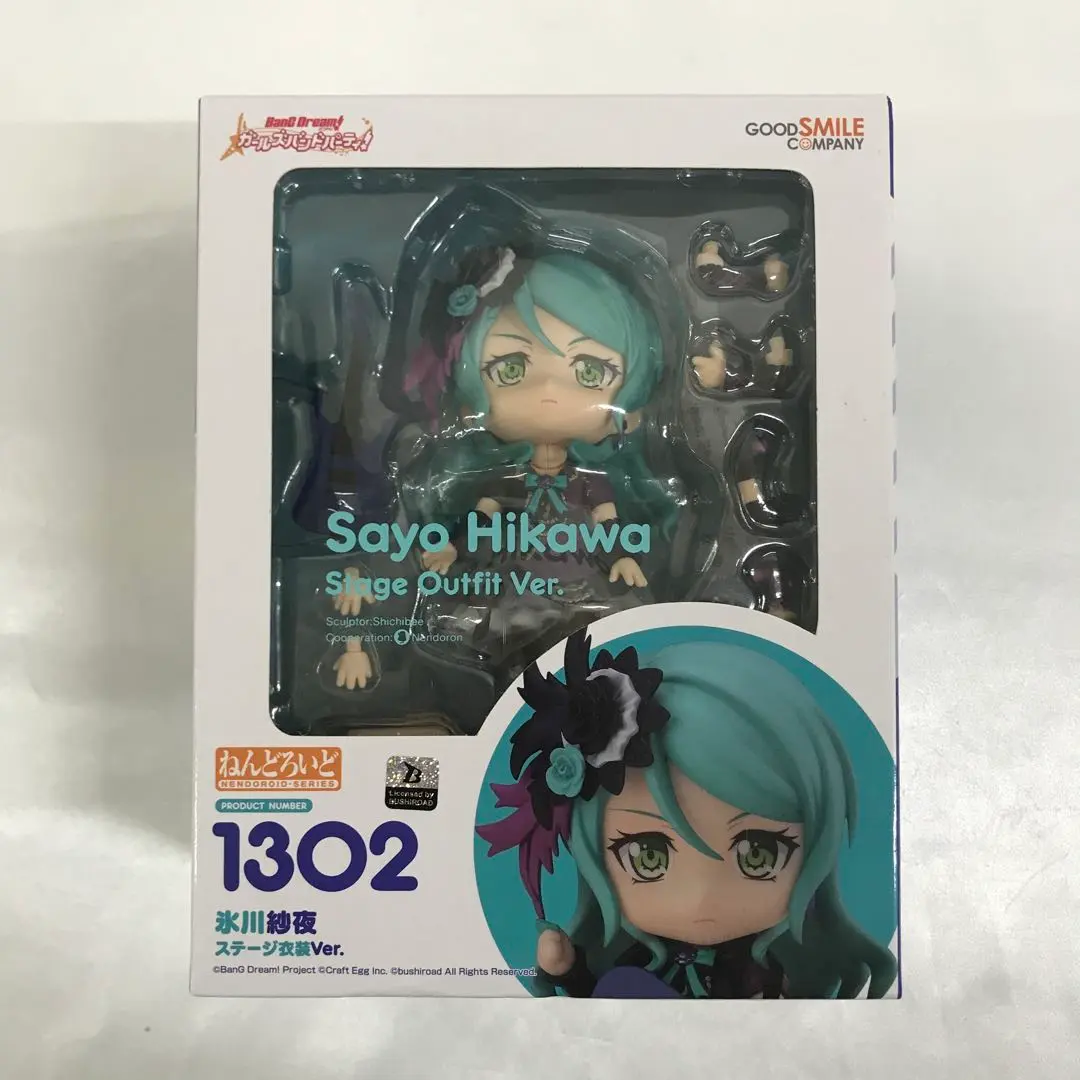 BanG Dream!
ガールズバンドパーティ!
GOOD SMILE
COMPANY
Sayo Hikawa
Stage Outfit Ver.
Sculptor:Shichibee
Cooperation: Nendoron
ねんどろいど
NENDOROID・SERIES
PRODUCT NUMBER
1302
B
Licensed by
BUSHIROAD
氷川紗夜
ステージ衣装Ver.
©BanG Dream! Project ©Craft Egg Inc. ©bushiroad All Rights Reserved.